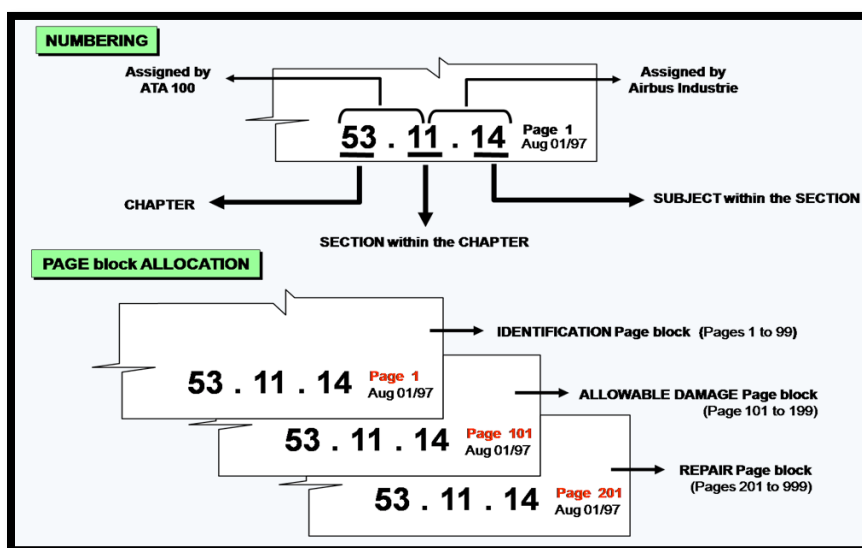 NUMBERING
Assigned by
ATA 100
Assigned by
Airbus Industrie
53 . 11 . 14
Page 1
Aug 01/97
CHAPTER
SUBJECT within the SECTION
SECTION within the CHAPTER
PAGE block ALLOCATION
IDENTIFICATION Page block (Pages 1 to 99)
53 . 11 . 14
Page 1
Aug 01/97
ALLOWABLE DAMAGE Page block
(Page 101 to 199)
53 . 11 . 14
Page 101
Aug 01/97
REPAIR Page block
(Pages 201 to 999)
53 . 11 . 14
Page 201
Aug 01/97